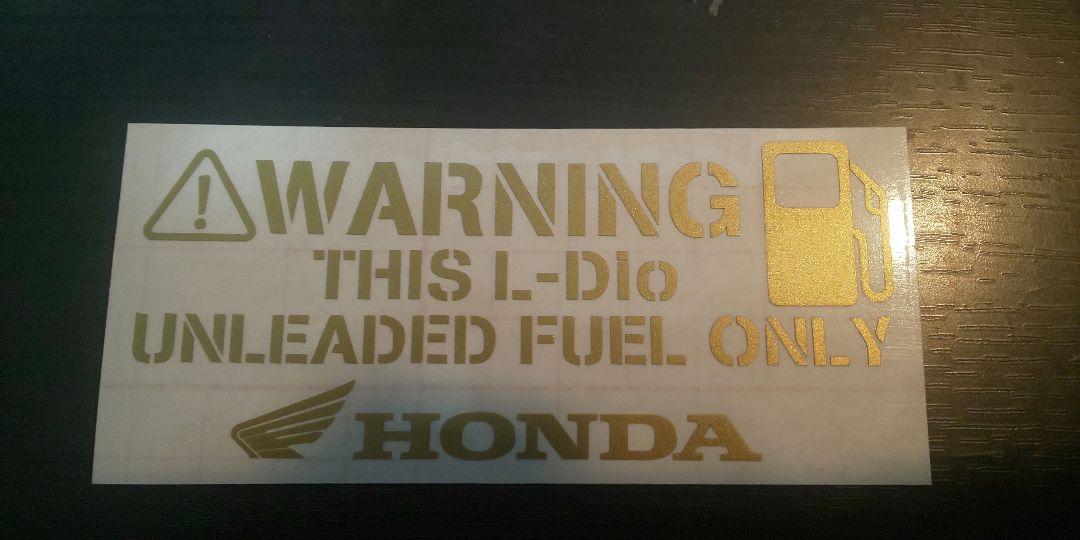 WARNING
THIS L-Dio
UNLEADED FUEL ONLY
HONDA